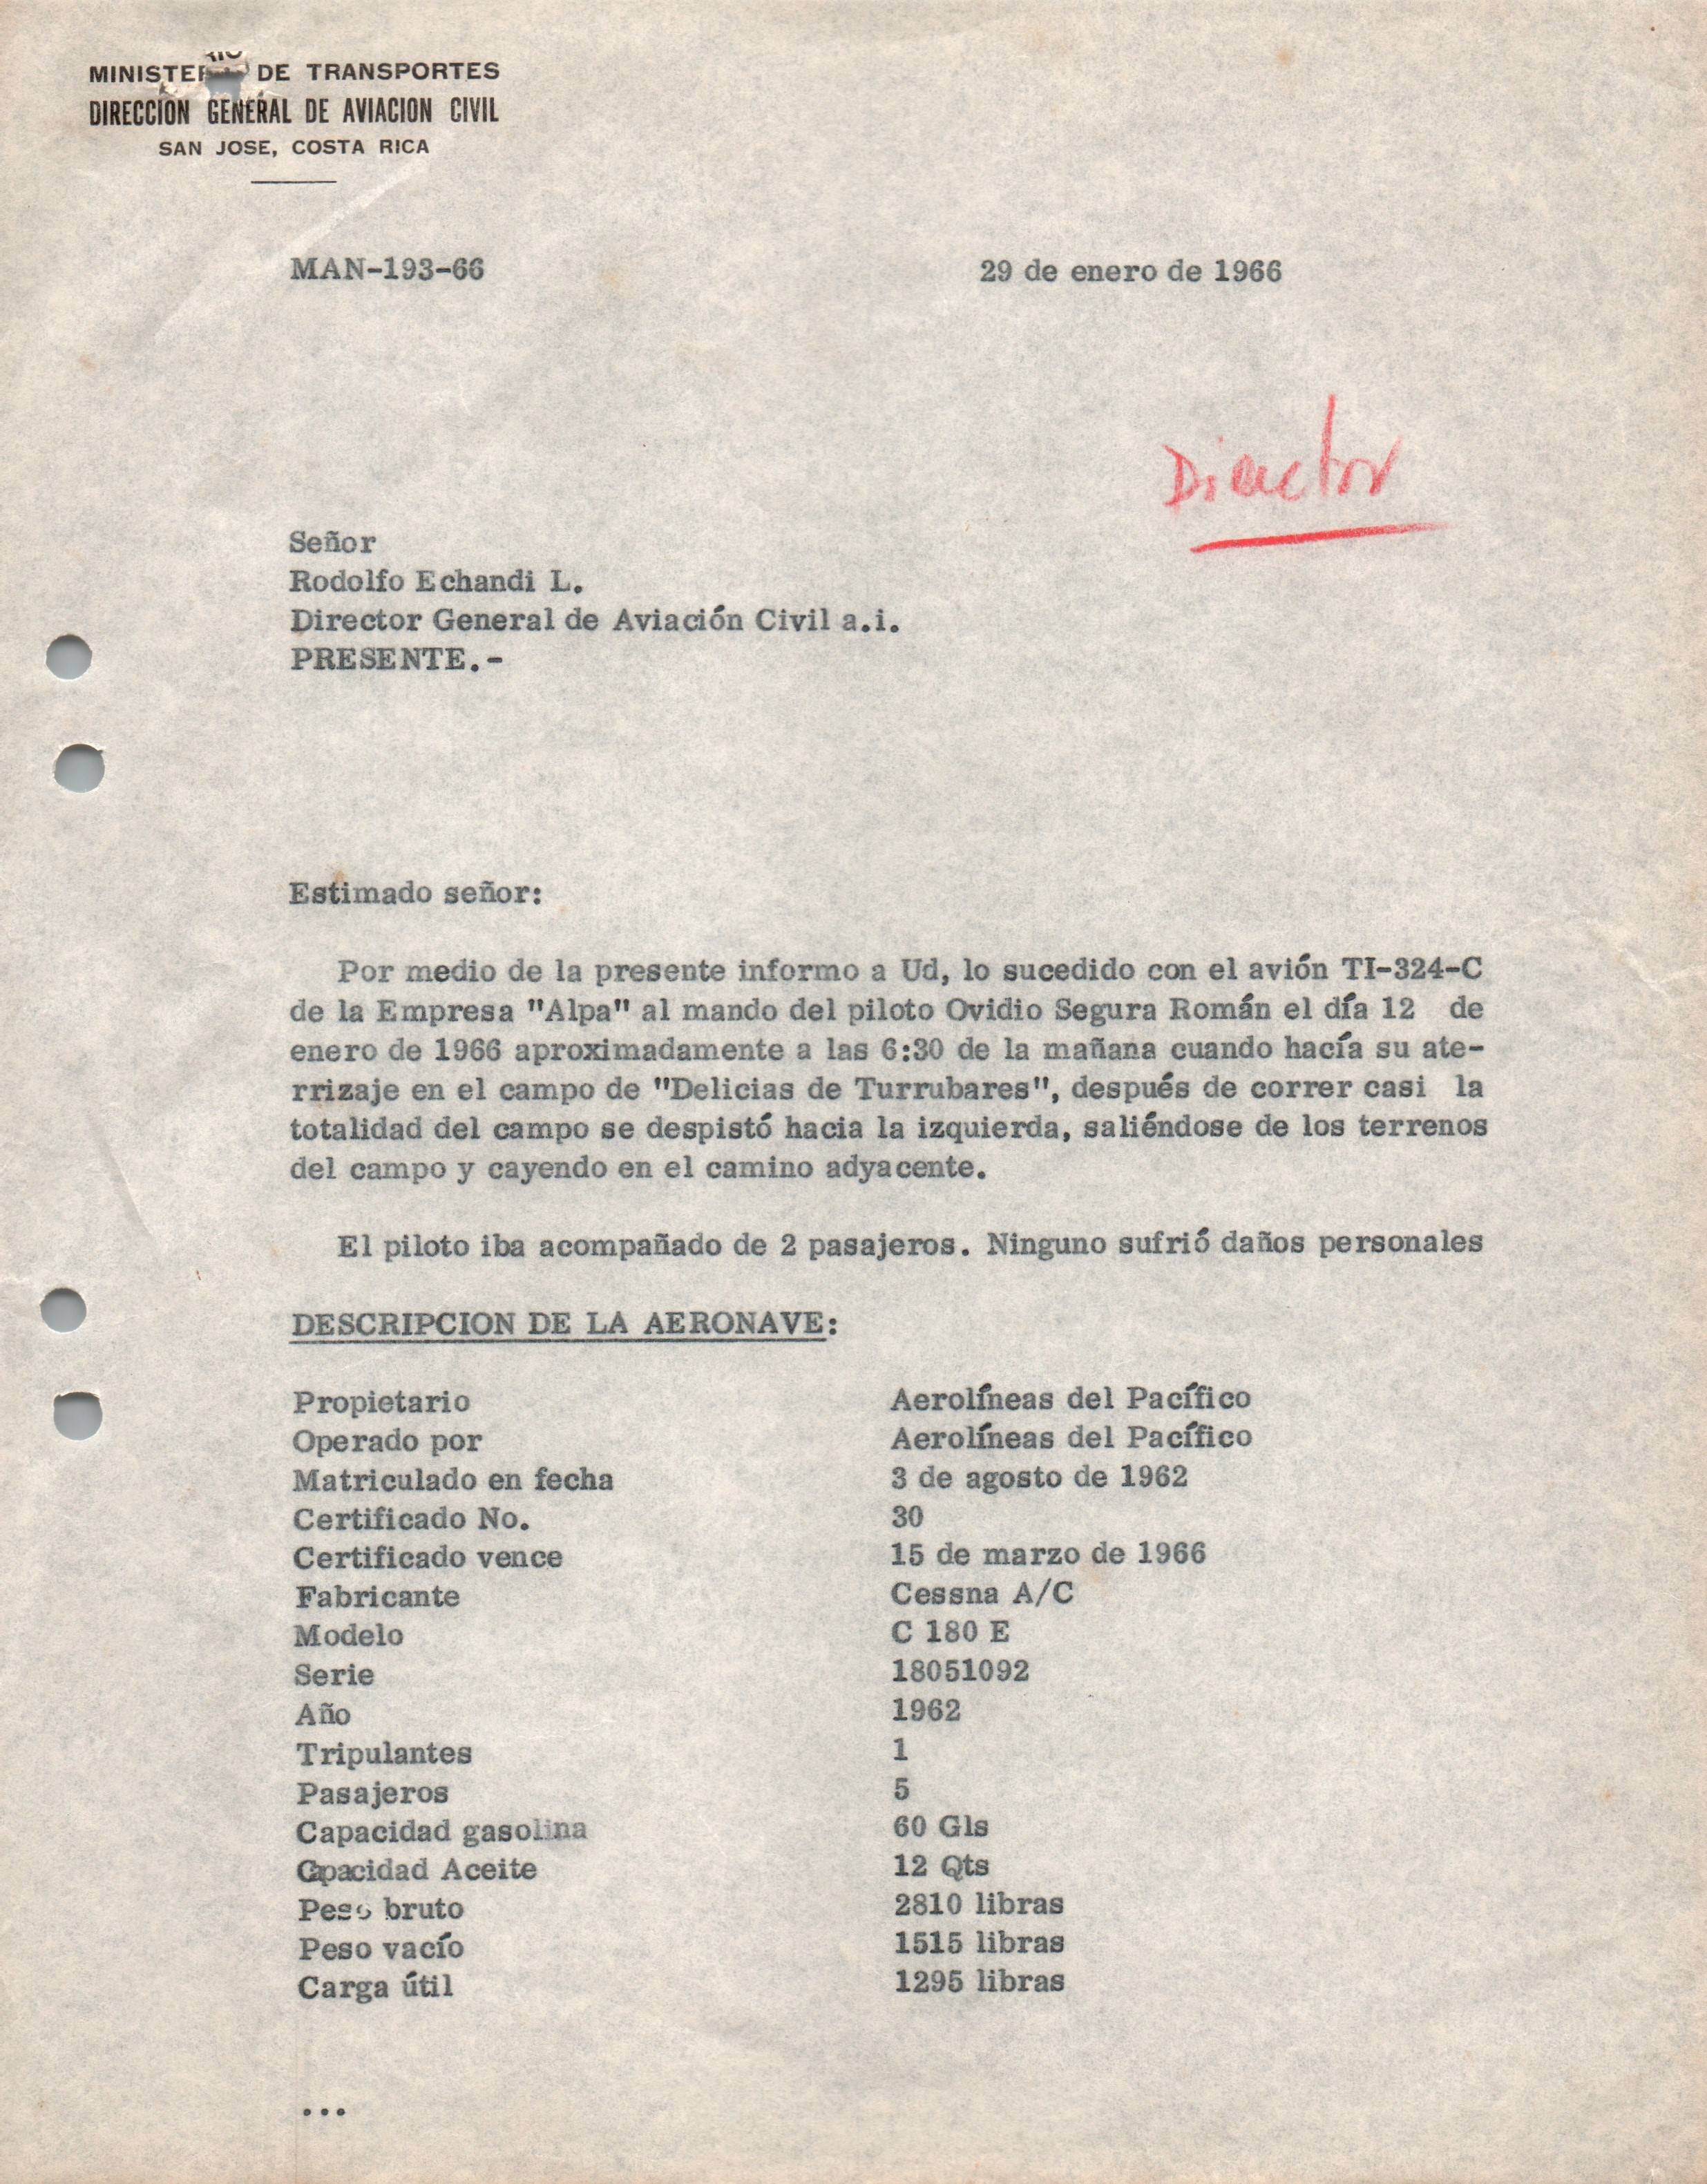 MINISTERIO DE TRANSPORTES
DIRECCION GENERAL DE AVIACION CIVIL
SAN JOSE, COSTA RICA
MAN-193-66 29 de enero de 1966
Director
Señor
Rodolfo Echandi L.
Director General de Aviación Civil a.i.
PRESENTE.-
Estimado señor:
Por medio de la presente informo a Ud, lo sucedido con el avión TI-324-C
de la Empresa "Alpa" al mando del piloto Ovidio Segura Román el día 12 de
enero de 1966 aproximadamente a las 6:30 de la mañana cuando hacía su ate-
rrizaje en el campo de "Delicias de Turrubares", después de correr casi la
totalidad del campo se despistó hacia la izquierda, saliéndose de los terrenos
del campo y cayendo en el camino adyacente.
El piloto iba acompañado de 2 pasajeros. Ninguno sufrió daños personales
DESCRIPCION DE LA AERONAVE:
Propietario Aerolíneas del Pacífico
Operado por Aerolíneas del Pacífico
Matriculado en fecha 3 de agosto de 1962
Certificado No. 30
Certificado vence 15 de marzo de 1966
Fabricante Cessna A/C
Modelo C 180 E
Serie 18051092
Año 1962
Tripulantes 1
Pasajeros 5
Capacidad gasolina 60 Gls
Capacidad Aceite 12 Qts
Peso bruto 2810 libras
Peso vacío 1515 libras
Carga útil 1295 libras
...